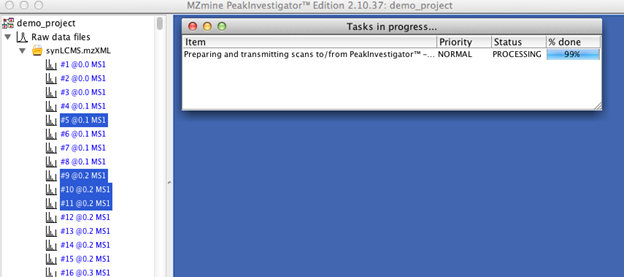 MZmine PeakInvestigator™ Edition 2.10.37: demo_project
demo_project
Raw data files
synLCMS.mzXML
#1 @0.0 MS1
#2 @0.0 MS1
#3 @0.0 MS1
#4 @0.1 MS1
#5 @0.1 MS1
#6 @0.1 MS1
#7 @0.1 MS1
#8 @0.1 MS1
#9 @0.2 MS1
#10 @0.2 MS1
#11 @0.2 MS1
#12 @0.2 MS1
#13 @0.2 MS1
#14 @0.2 MS1
#15 @0.2 MS1
#16 @0.3 MS1
Tasks in progress...
Item Priority Status % done
Preparing and transmitting scans to/from PeakInvestigator™ –... NORMAL PROCESSING 99%